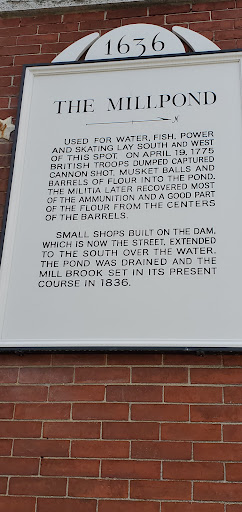 1636
THE MILLPOND
USED FOR WATER, FISH, POWER
AND SKATING LAY SOUTH AND WEST
OF THIS SPOT. ON APRIL 19, 1775
BRITISH TROOPS DUMPED CAPTURED
CANNON SHOT, MUSKET BALLS AND
BARRELS OF FLOUR INTO THE POND.
THE MILITIA LATER RECOVERED MOST
OF THE AMMUNITION AND A GOOD PART
OF THE FLOUR FROM THE CENTERS
OF THE BARRELS.
SMALL SHOPS BUILT ON THE DAM,
WHICH IS NOW THE STREET, EXTENDED
TO THE SOUTH OVER THE WATER.
THE POND WAS DRAINED AND THE
MILL BROOK SET IN ITS PRESENT
COURSE IN 1836.